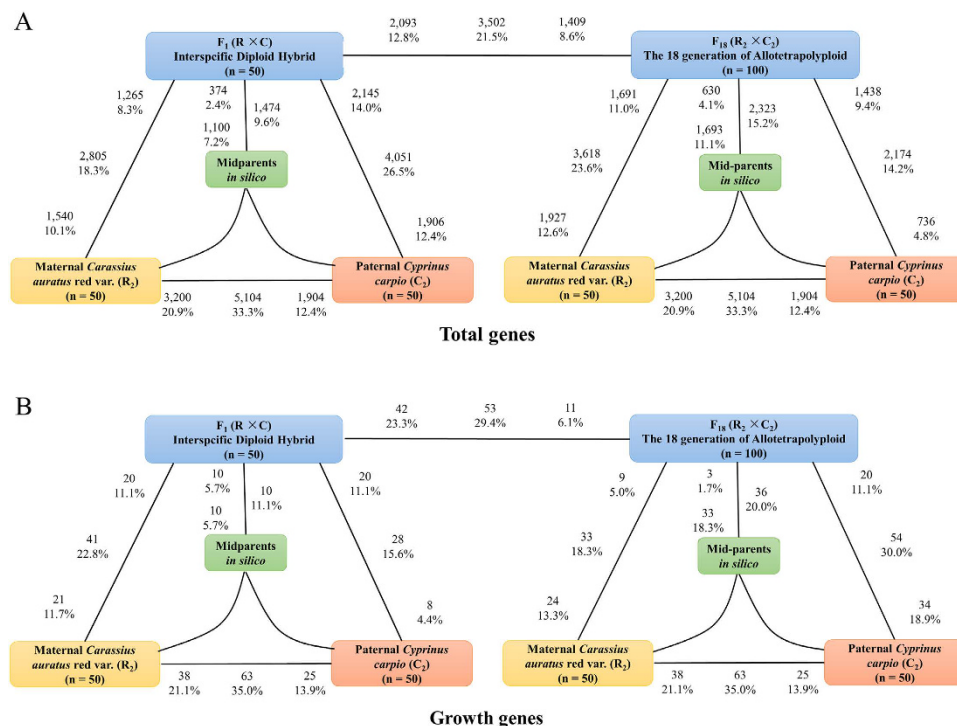 A
2,093 3,502 1,409
12.8% 21.5% 8.6%
F1 (R ×C)
Interspcific Diploid Hybrid
(n = 50)
F18 (R2 ×C2)
The 18 generation of Allotetrapolyploid
(n = 100)
1,265
8.3%
374
2.4%
1,474
9.6%
2,145
14.0%
1,100
7.2%
2,805
18.3%
4,051
26.5%
Midparents
in silico
1,540
10.1%
1,906
12.4%
Maternal Carassius
auratus red var. (R2)
(n = 50)
Paternal Cyprinus
carpio (C2)
(n = 50)
3,200 5,104 1,904
20.9% 33.3% 12.4%
1,691
11.0%
630
4.1%
2,323
15.2%
1,438
9.4%
1,693
11.1%
3,618
23.6%
2,174
14.2%
Mid-parents
in silico
1,927
12.6%
736
4.8%
Maternal Carassius
auratus red var. (R2)
(n = 50)
Paternal Cyprinus
carpio (C2)
(n = 50)
3,200 5,104 1,904
20.9% 33.3% 12.4%
Total genes
B
42 53 11
23.3% 29.4% 6.1%
F1 (R ×C)
Interspcific Diploid Hybrid
(n = 50)
F18 (R2 ×C2)
The 18 generation of Allotetrapolyploid
(n = 100)
20
11.1%
10
5.7%
10
11.1%
20
11.1%
10
5.7%
41
22.8%
28
15.6%
Midparents
in silico
21
11.7%
8
4.4%
Maternal Carassius
auratus red var. (R2)
(n = 50)
Paternal Cyprinus
carpio (C2)
(n = 50)
38 63 25
21.1% 35.0% 13.9%
9
5.0%
3
1.7%
36
20.0%
20
11.1%
33
18.3%
33
18.3%
54
30.0%
Mid-parents
in silico
24
13.3%
34
18.9%
Maternal Carassius
auratus red var. (R2)
(n = 50)
Paternal Cyprinus
carpio (C2)
(n = 50)
38 63 25
21.1% 35.0% 13.9%
Growth genes